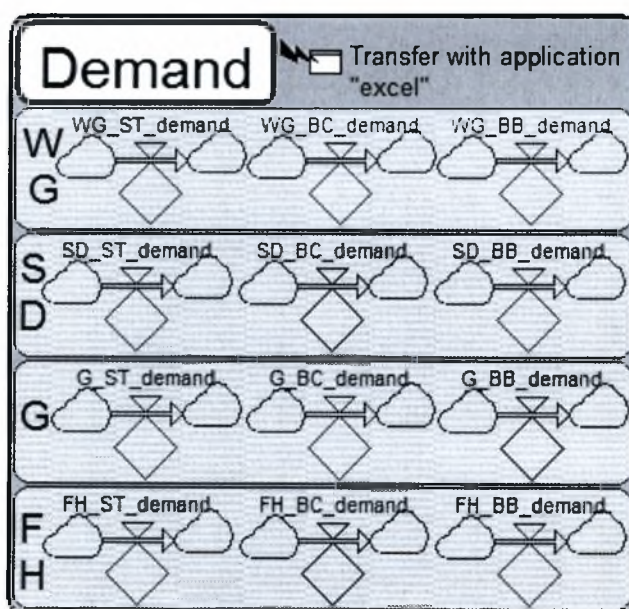 Demand
Transfer with application
"excel"
WG_ST_demand WG_BC_demand WG_BB_demand
W
G
SD_ST_demand SD_BC_demand SD_BB_demand
S
D
G_ST_demand G_BC_demand G_BB_demand
G
FH_ST_demand FH_BC_demand FH_BB_demand
F
H